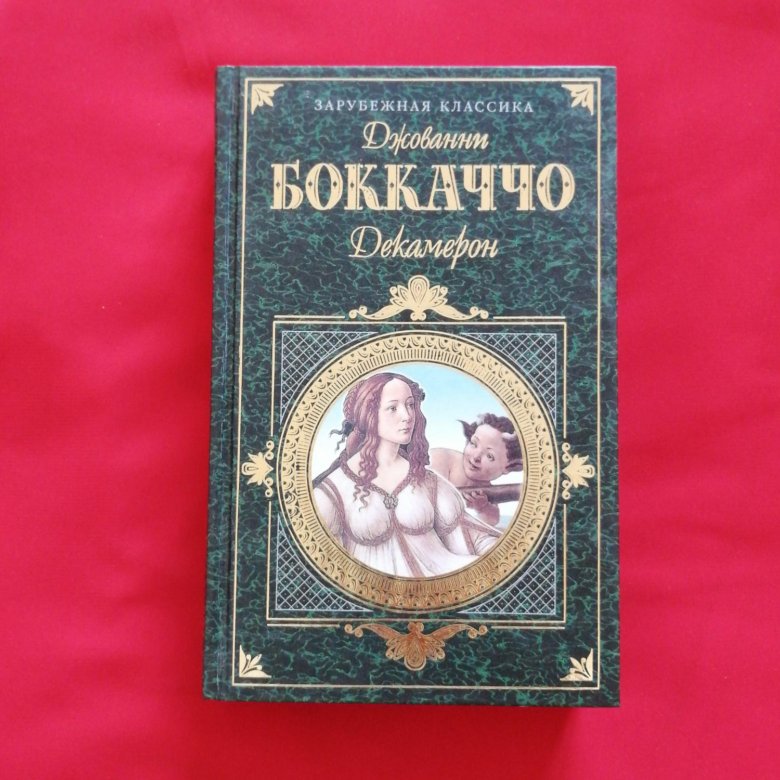 ЗАРУБЕЖНАЯ КЛАССИКА
Джованни
БОККАЧЧО
Декамерон